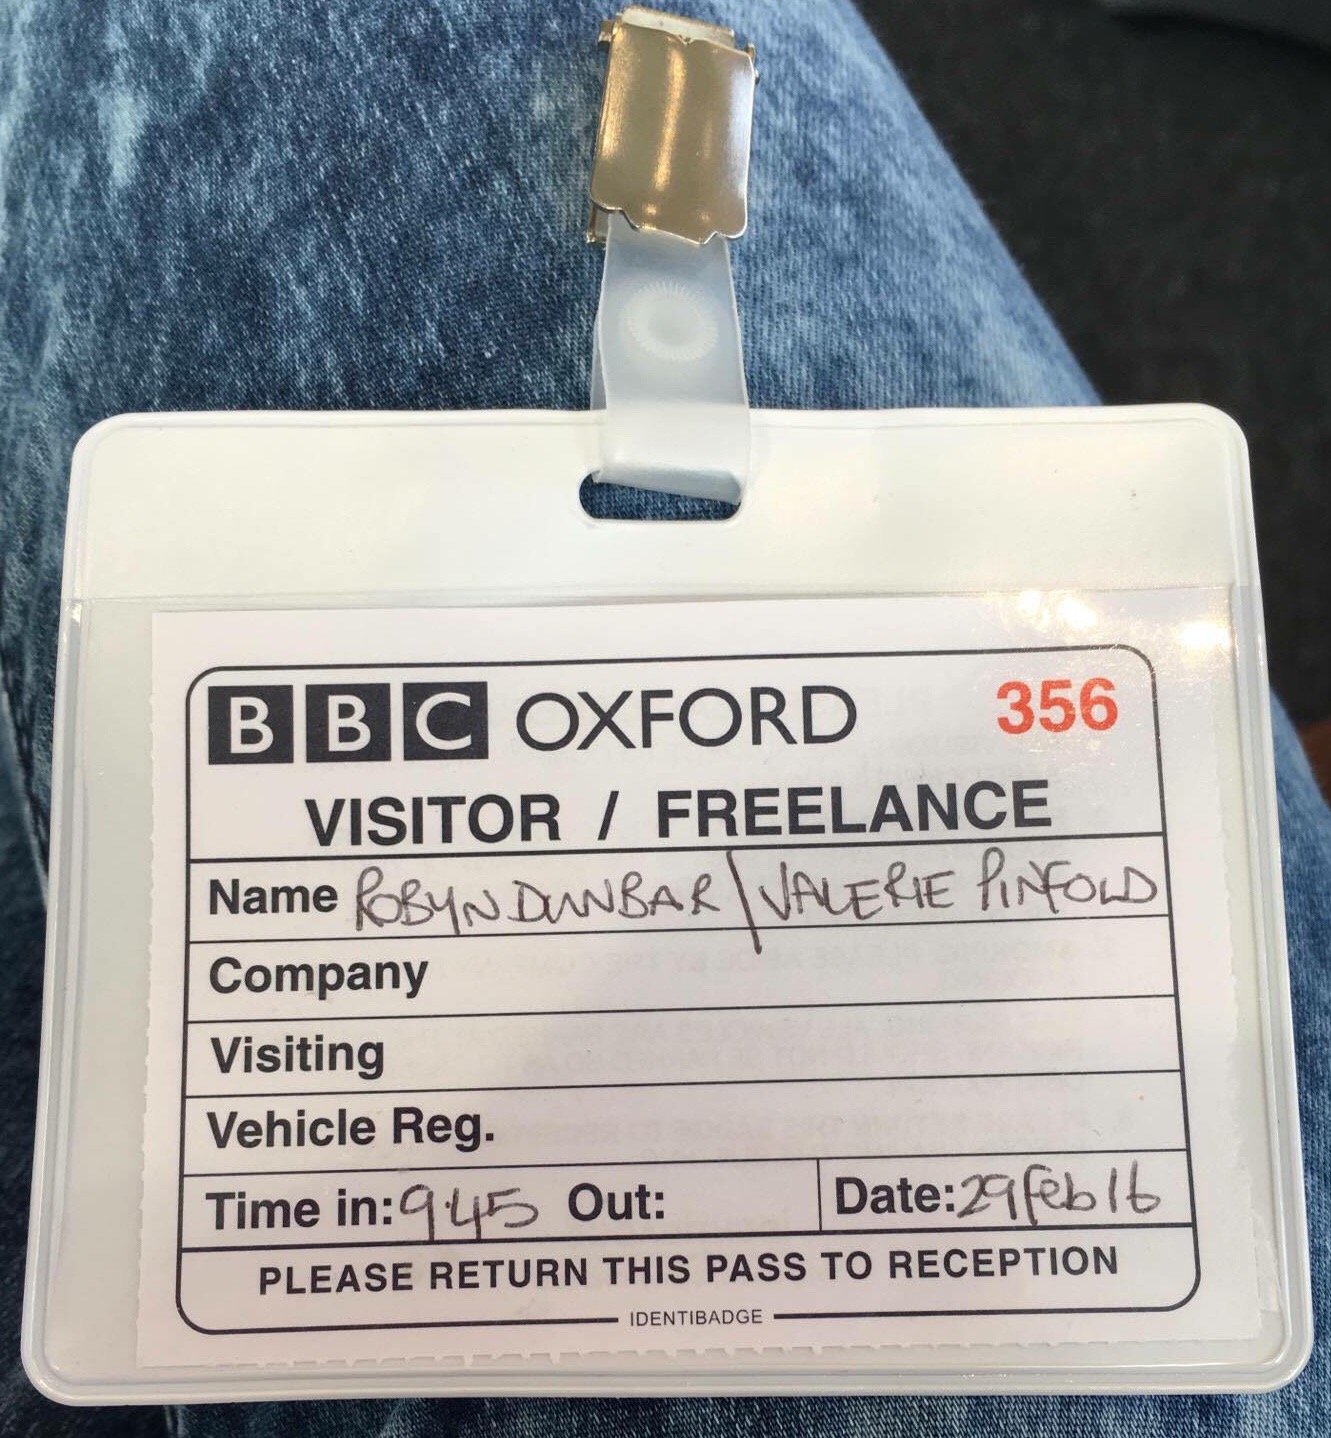 BBC OXFORD 356
VISITOR / FREELANCE
Name ROBYN DUNBAR / VALERIE PINFOLD
Company
Visiting
Vehicle Reg.
Time in: 9.45 Out: Date: 29 Feb 16
PLEASE RETURN THIS PASS TO RECEPTION
IDENTIBADGE